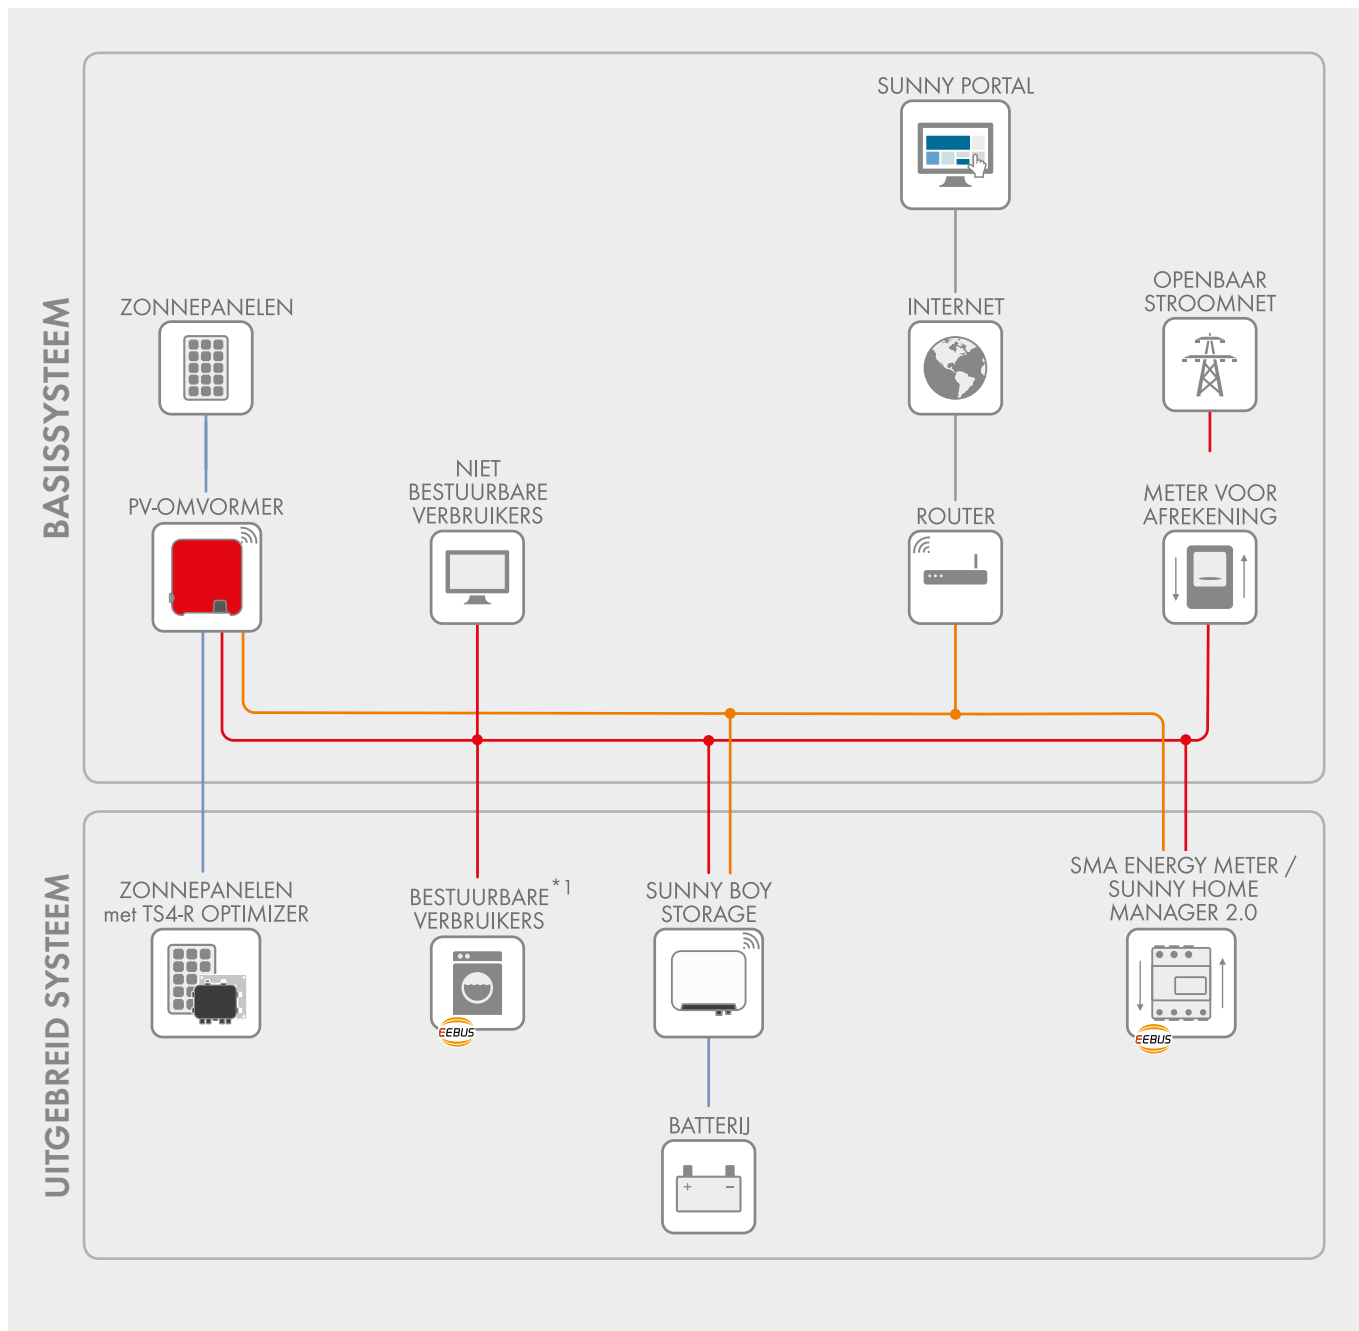 BASISSYSTEEM
SUNNY PORTAL
ZONNEPANELEN
INTERNET
OPENBAAR
STROOMNET
PV-OMVORMER
NIET
BESTUURBARE
VERBRUIKERS
ROUTER
METER VOOR
AFREKENING
UITGEBREID SYSTEEM
ZONNEPANELEN
met TS4-R OPTIMIZER
BESTUURBARE *1
VERBRUIKERS
EEBUS
SUNNY BOY
STORAGE
SMA ENERGY METER /
SUNNY HOME
MANAGER 2.0
EEBUS
BATTERIJ
+ −